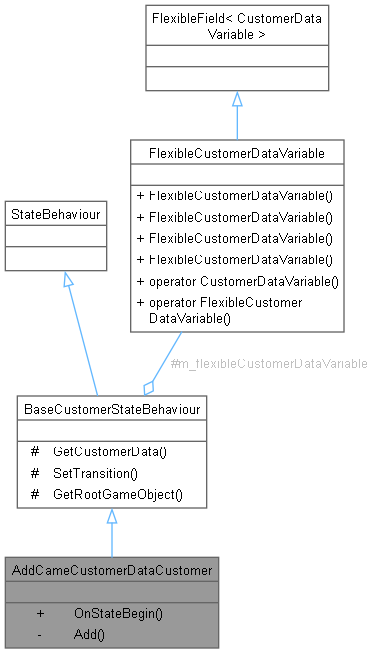 FlexibleField< CustomerData
Variable >
FlexibleCustomerDataVariable
+ FlexibleCustomerDataVariable()
+ FlexibleCustomerDataVariable()
+ FlexibleCustomerDataVariable()
+ FlexibleCustomerDataVariable()
+ operator CustomerDataVariable()
+ operator FlexibleCustomer
DataVariable()
StateBehaviour
#m_flexibleCustomerDataVariable
BaseCustomerStateBehaviour
# GetCustomerData()
# SetTransition()
# GetRootGameObject()
AddCameCustomerDataCustomer
+ OnStateBegin()
- Add()